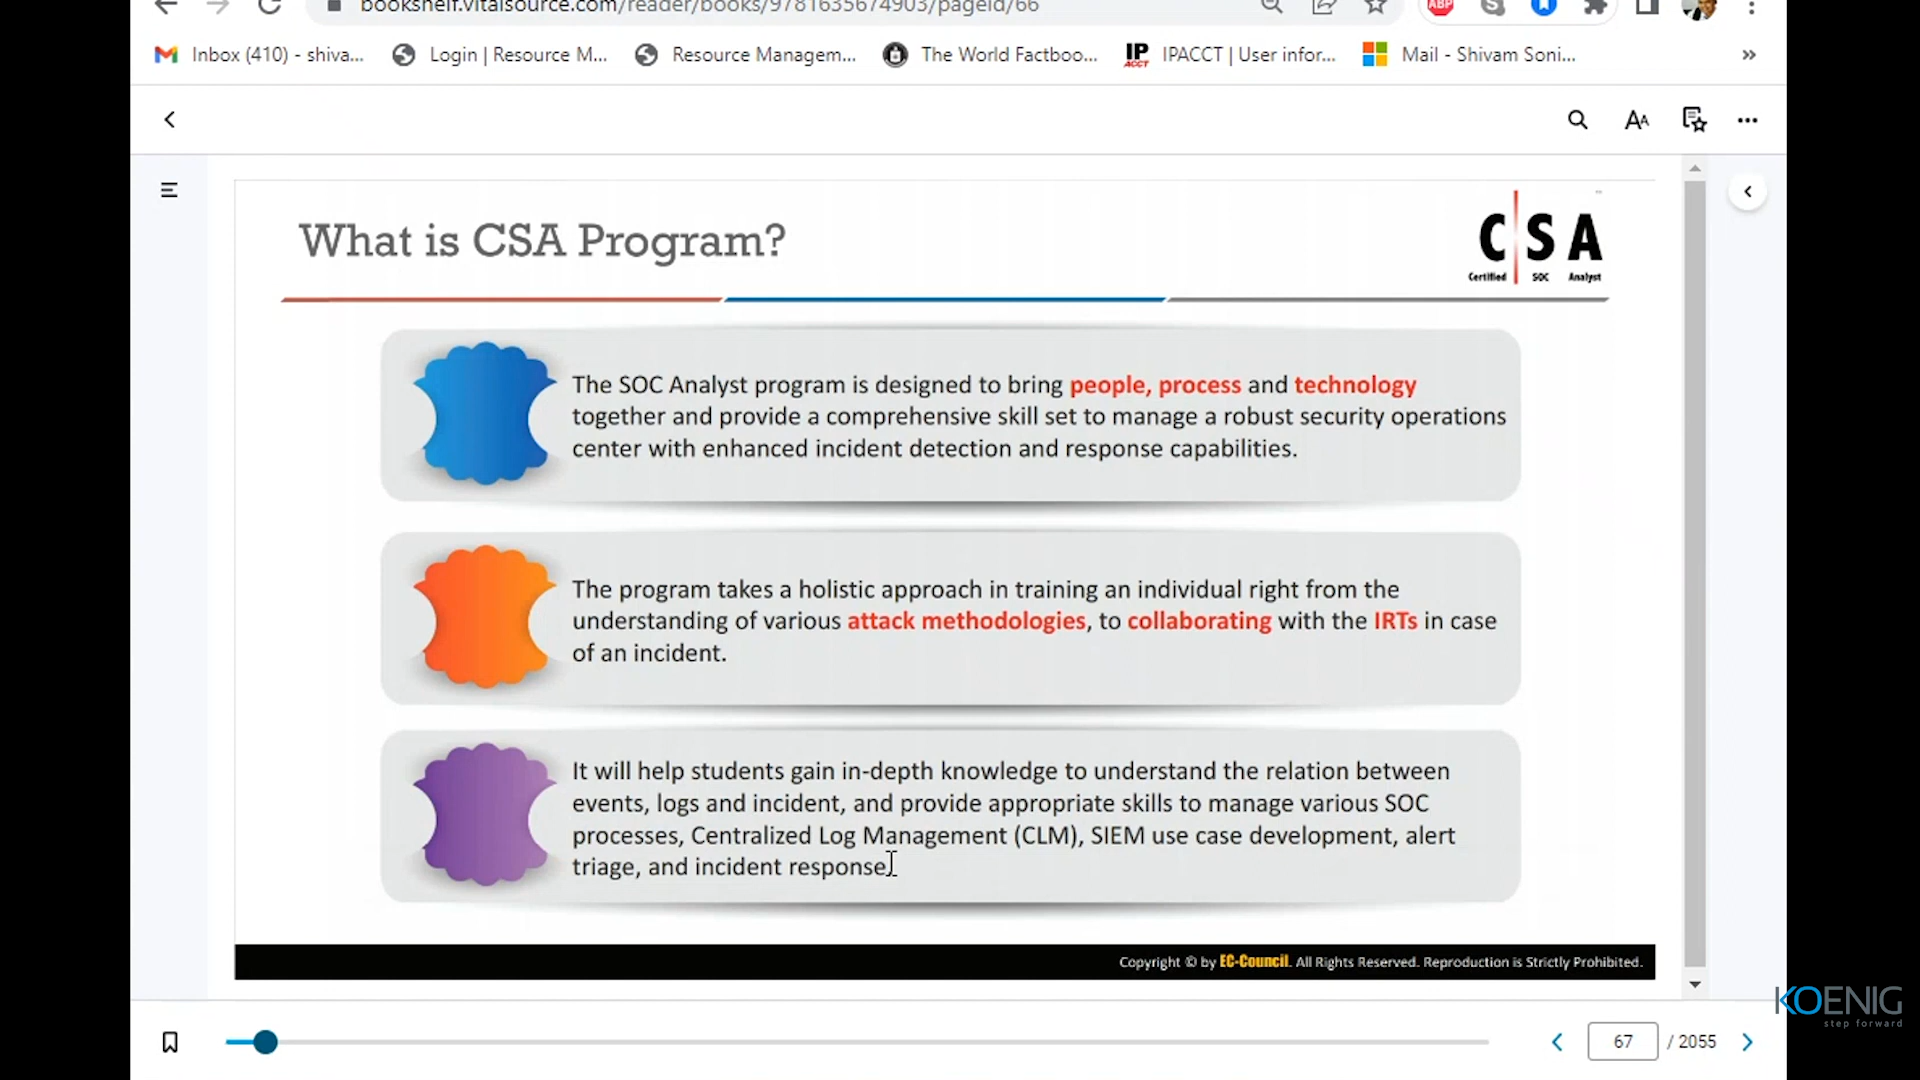 bookshelf.vitalsource.com/reader/books/9781635674903/pageid/66
ABP
Inbox (410) - shiva...
Login | Resource M...
Resource Managem...
The World Factboo...
IP ACCT
IPACCT | User infor...
Mail - Shivam Soni...
»
AA
What is CSA Program?
CSA
Certified SOC Analyst
The SOC Analyst program is designed to bring people, process and technology
together and provide a comprehensive skill set to manage a robust security operations
center with enhanced incident detection and response capabilities.
The program takes a holistic approach in training an individual right from the
understanding of various attack methodologies, to collaborating with the IRTs in case
of an incident.
It will help students gain in-depth knowledge to understand the relation between
events, logs and incident, and provide appropriate skills to manage various SOC
processes, Centralized Log Management (CLM), SIEM use case development, alert
triage, and incident response.
Copyright © by EC-Council. All Rights Reserved. Reproduction is Strictly Prohibited.
KOENIG
step forward
67 / 2055